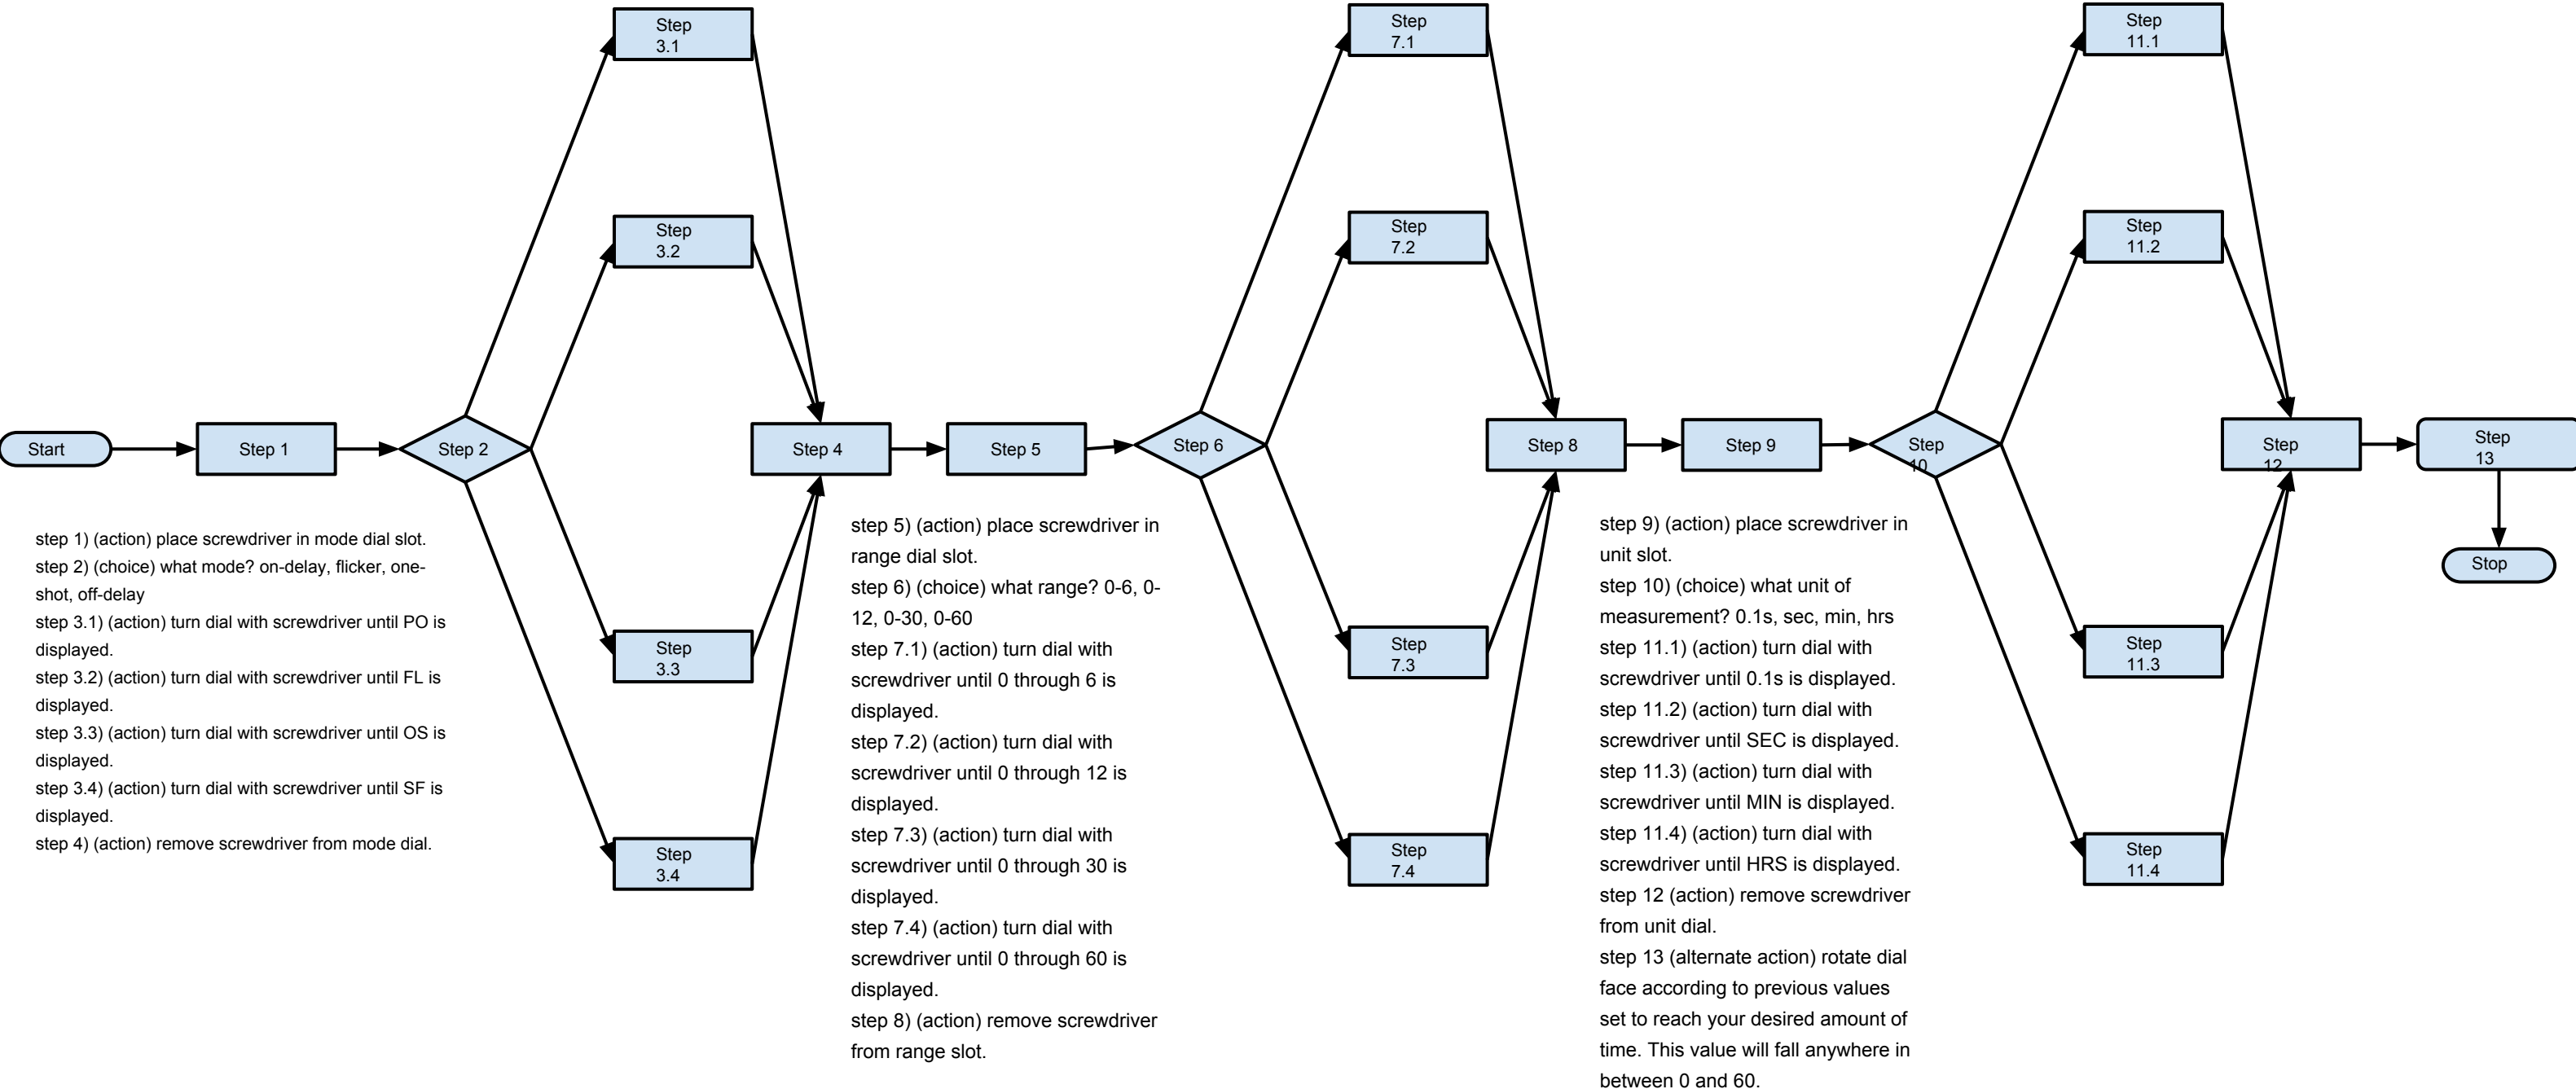 Step
3.1
Step
7.1
Step
11.1
Step
3.2
Step
7.2
Step
11.2
Start
Step 1
Step 2
Step 4
Step 5
Step 6
Step 8
Step 9
Step
10
Step
12
Step
13
Stop
Step
3.3
Step
7.3
Step
11.3
Step
3.4
Step
7.4
Step
11.4
step 1) (action) place screwdriver in mode dial slot.
step 2) (choice) what mode? on-delay, flicker, one-
shot, off-delay
step 3.1) (action) turn dial with screwdriver until PO is
displayed.
step 3.2) (action) turn dial with screwdriver until FL is
displayed.
step 3.3) (action) turn dial with screwdriver until OS is
displayed.
step 3.4) (action) turn dial with screwdriver until SF is
displayed.
step 4) (action) remove screwdriver from mode dial.
step 5) (action) place screwdriver in
range dial slot.
step 6) (choice) what range? 0-6, 0-
12, 0-30, 0-60
step 7.1) (action) turn dial with
screwdriver until 0 through 6 is
displayed.
step 7.2) (action) turn dial with
screwdriver until 0 through 12 is
displayed.
step 7.3) (action) turn dial with
screwdriver until 0 through 30 is
displayed.
step 7.4) (action) turn dial with
screwdriver until 0 through 60 is
displayed.
step 8) (action) remove screwdriver
from range slot.
step 9) (action) place screwdriver in
unit slot.
step 10) (choice) what unit of
measurement? 0.1s, sec, min, hrs
step 11.1) (action) turn dial with
screwdriver until 0.1s is displayed.
step 11.2) (action) turn dial with
screwdriver until SEC is displayed.
step 11.3) (action) turn dial with
screwdriver until MIN is displayed.
step 11.4) (action) turn dial with
screwdriver until HRS is displayed.
step 12 (action) remove screwdriver
from unit dial.
step 13 (alternate action) rotate dial
face according to previous values
set to reach your desired amount of
time. This value will fall anywhere in
between 0 and 60.